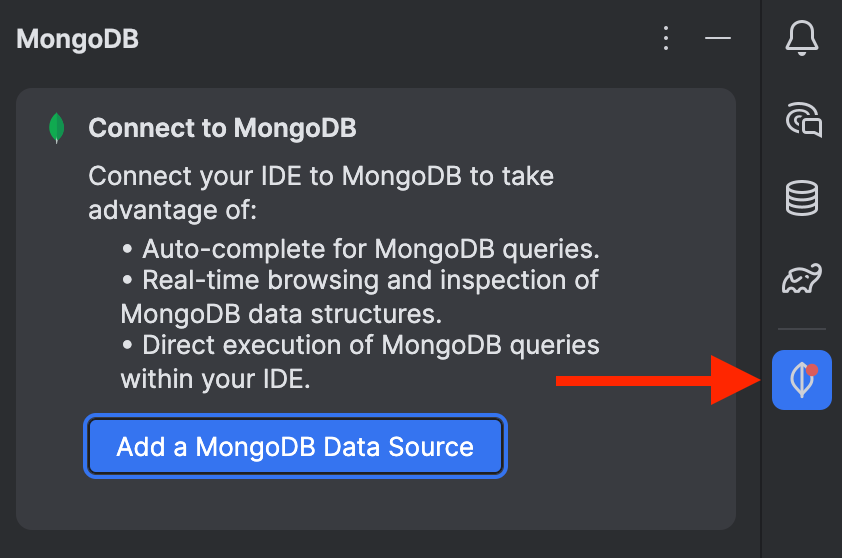 MongoDB
Connect to MongoDB
Connect your IDE to MongoDB to take
advantage of:
• Auto-complete for MongoDB queries.
• Real-time browsing and inspection of
MongoDB data structures.
• Direct execution of MongoDB queries
within your IDE.
Add a MongoDB Data Source